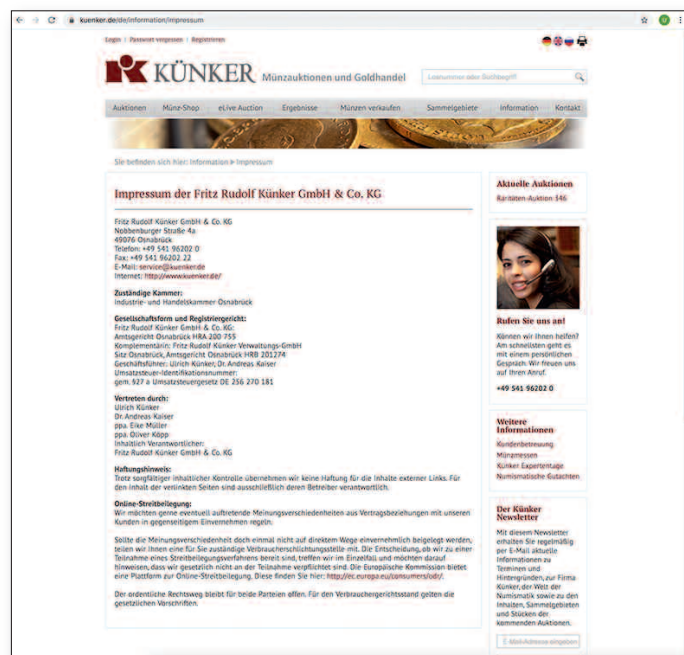 kuenker.de/de/information/impressum
Login | Passwort vergessen | Registrieren
KÜNKER Münzauktionen und Goldhandel
Losnummer oder Suchbegriff
Auktionen Münz-Shop eLive Auction Ergebnisse Münzen verkaufen Sammelgebiete Information Kontakt
Sie befinden sich hier: Information Impressum
Impressum der Fritz Rudolf Künker GmbH & Co. KG
Fritz Rudolf Künker GmbH & Co. KG
Nobbenburger Straße 4a
49076 Osnabrück
Telefon: +49 541 96202 0
Fax: +49 541 96202 22
E-Mail: service@kuenker.de
Internet: http://www.kuenker.de/
Zuständige Kammer:
Industrie- und Handelskammer Osnabrück
Gesellschaftsform und Registriergericht:
Fritz Rudolf Künker GmbH & Co. KG:
Amtsgericht Osnabrück HRA 200 755
Komplementärin: Fritz Rudolf Künker Verwaltungs-GmbH
Sitz Osnabrück, Amtsgericht Osnabrück HRB 201274
Geschäftsführer: Ulrich Künker, Dr. Andreas Kaiser
Umsatzsteuer-Identifikationsnummer:
gem. §27 a Umsatzsteuergesetz DE 256 270 181
Vertreten durch:
Ulrich Künker
Dr. Andreas Kaiser
ppa. Eike Müller
ppa. Oliver Köpp
Inhaltlich Verantwortlicher:
Fritz Rudolf Künker GmbH & Co. KG
Haftungshinweis:
Trotz sorgfältiger inhaltlicher Kontrolle übernehmen wir keine Haftung für die Inhalte externer Links. Für
den Inhalt der verlinkten Seiten sind ausschließlich deren Betreiber verantwortlich.
Online-Streitbeilegung:
Wir möchten gerne eventuell auftretende Meinungsverschiedenheiten aus Vertragsbeziehungen mit unseren
Kunden in gegenseitigem Einvernehmen regeln.
Sollte die Meinungsverschiedenheit doch einmal nicht auf direktem Wege einvernehmlich beigelegt werden,
teilen wir Ihnen eine für Sie zuständige Verbraucherschlichtungsstelle mit. Die Entscheidung, ob wir zu einer
Teilnahme eines Streitbeilegungsverfahrens bereit sind, treffen wir im Einzelfall und möchten darauf
hinweisen, dass wir gesetzlich nicht an der Teilnahme verpflichtet sind. Die Europäische Kommission bietet
eine Plattform zur Online-Streitbeilegung. Diese finden Sie hier: http://ec.europa.eu/consumers/odr/.
Der ordentliche Rechtsweg bleibt für beide Parteien offen. Für den Verbrauchergerichtsstand gelten die
gesetzlichen Vorschriften.
Aktuelle Auktionen
Raritäten-Auktion 346
Rufen Sie uns an!
Können wir Ihnen helfen?
Am schnellsten geht es
mit einem persönlichen
Gespräch. Wir freuen uns
auf Ihren Anruf.
+49 541 96202 0
Weitere
Informationen
Kundenbetreuung
Münzmessen
Künker Expertentage
Numismatische Gutachten
Der Künker
Newsletter
Mit diesem Newsletter
erhalten Sie regelmäßig
per E-Mail aktuelle
Informationen zu
Terminen und
Hintergründen, zur Firma
Künker, der Welt der
Numismatik sowie zu den
Inhalten, Sammelgebieten
und Stücken der
kommenden Auktionen.
E-Mail-Adresse eingeben